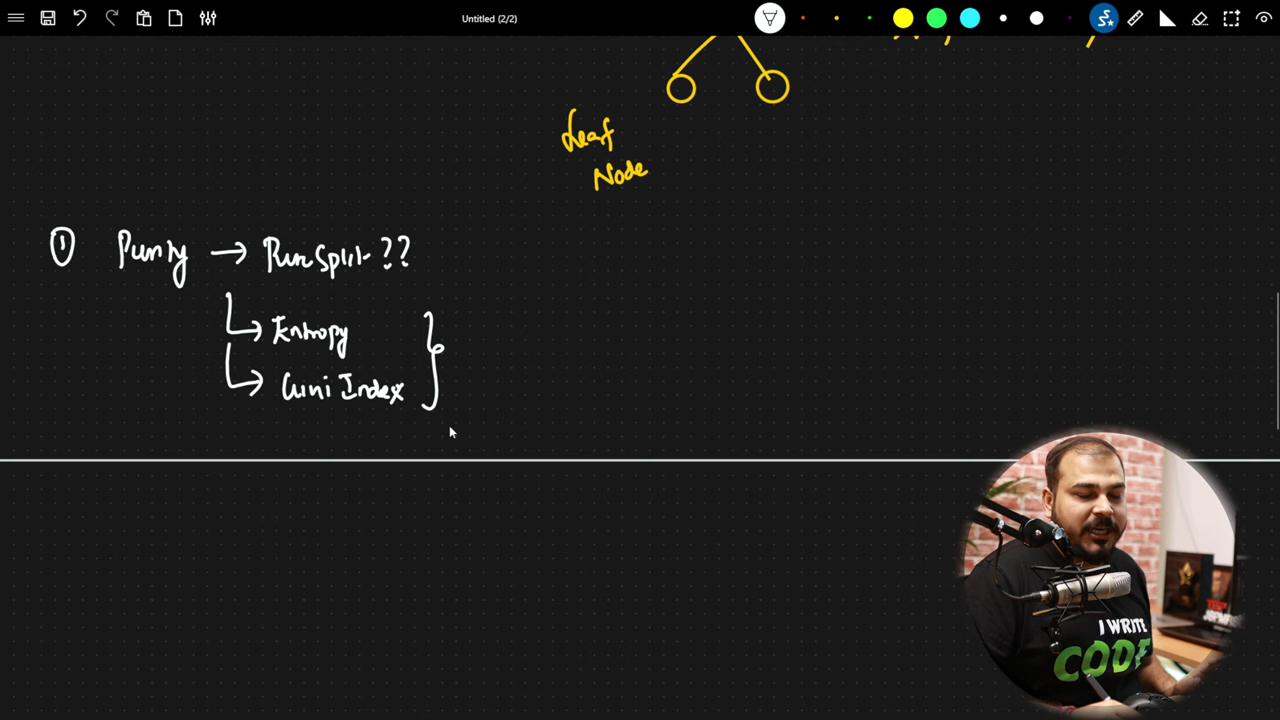 Untitled (2/2)
Leaf
Node
① Purity → Pure Split ??
Entropy
Gini Index
I WRITE
CODE